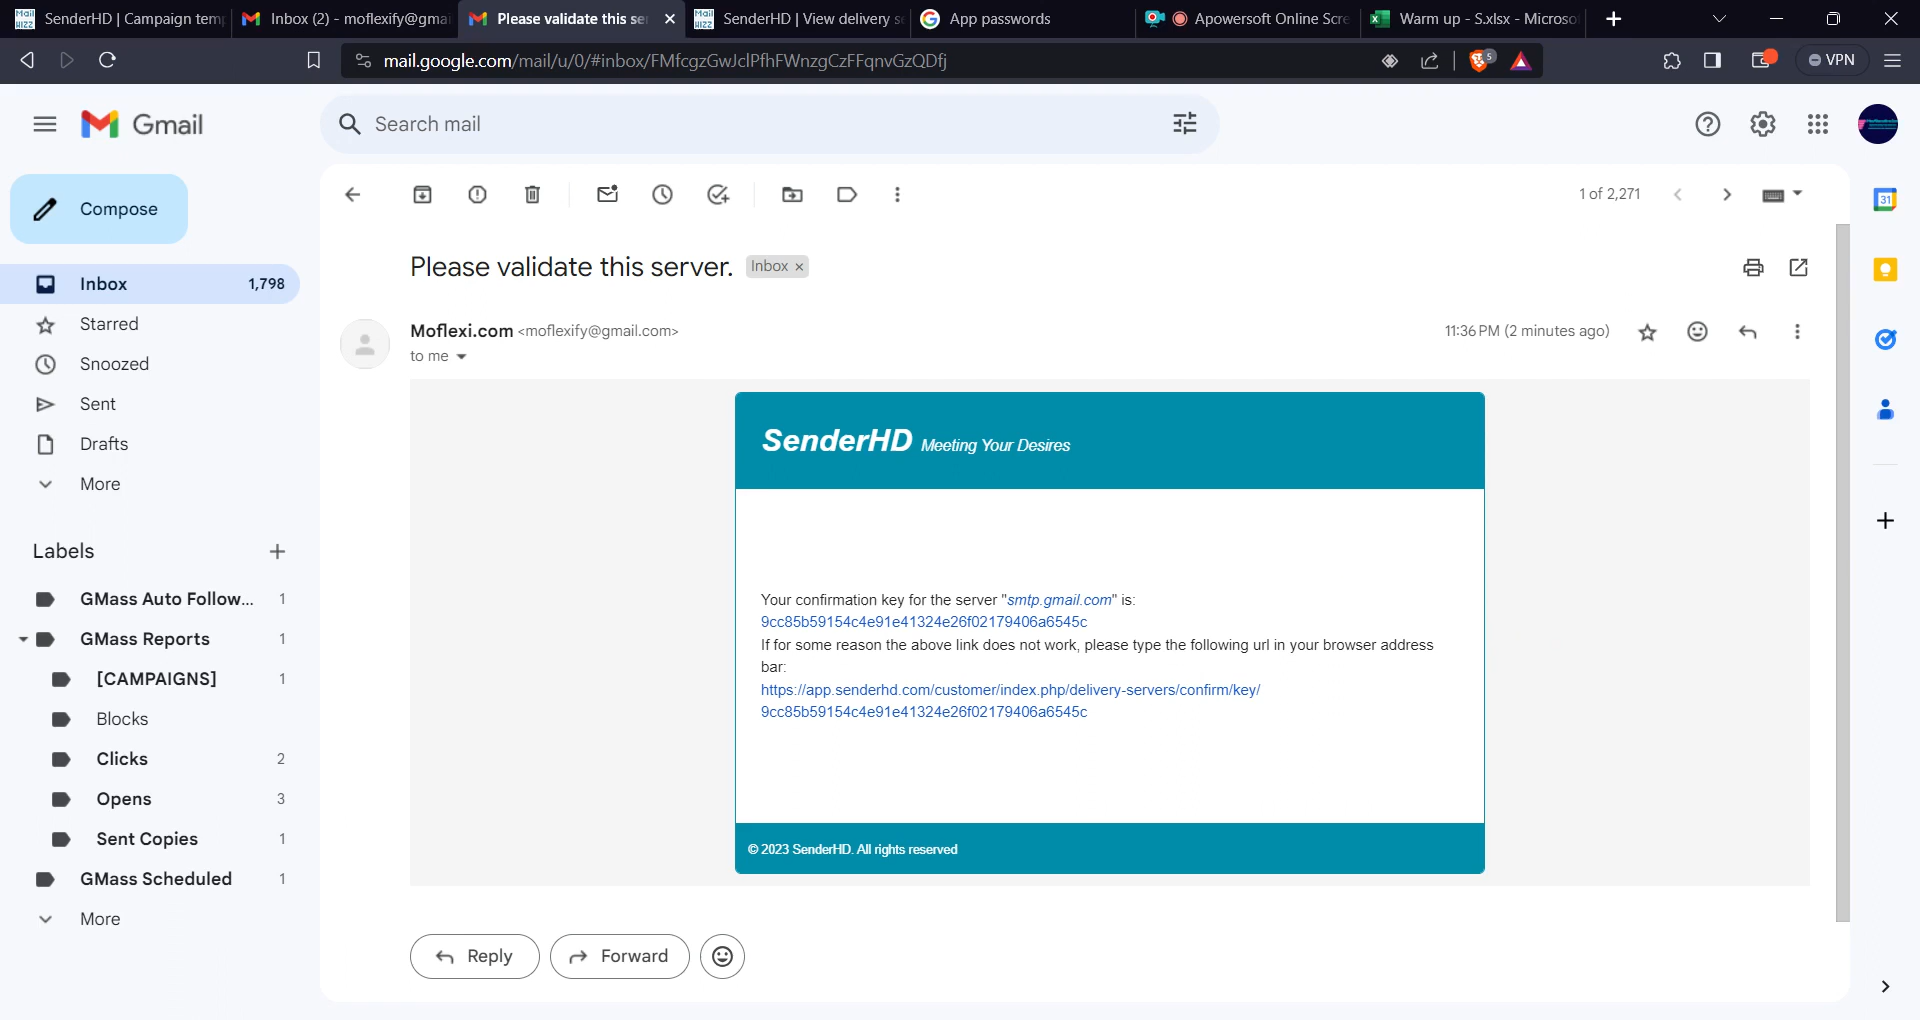 SenderHD | Campaign temp
Inbox (2) - moflexify@gmai
Please validate this se
SenderHD | View delivery se
App passwords
Apowersoft Online Scre
Warm up - S.xlsx - Microso
mail.google.com/mail/u/0/#inbox/FMfcgzGwJclPfhFWnzgCzFFqnvGzQDfj
5
VPN
Gmail
Search mail
Compose
1 of 2,271
31
Please validate this server.
Inbox ×
Inbox 1,798
Starred
Snoozed
Sent
Drafts
More
Moflexi.com <moflexify@gmail.com>
11:36 PM (2 minutes ago)
to me
SenderHD Meeting Your Desires
Your confirmation key for the server "smtp.gmail.com" is:
9cc85b59154c4e91e41324e26f02179406a6545c
If for some reason the above link does not work, please type the following url in your browser address
bar:
https://app.senderhd.com/customer/index.php/delivery-servers/confirm/key/
9cc85b59154c4e91e41324e26f02179406a6545c
© 2023 SenderHD. All rights reserved
Labels
GMass Auto Follow... 1
GMass Reports 1
[CAMPAIGNS] 1
Blocks
Clicks 2
Opens 3
Sent Copies 1
GMass Scheduled 1
More
Reply
Forward